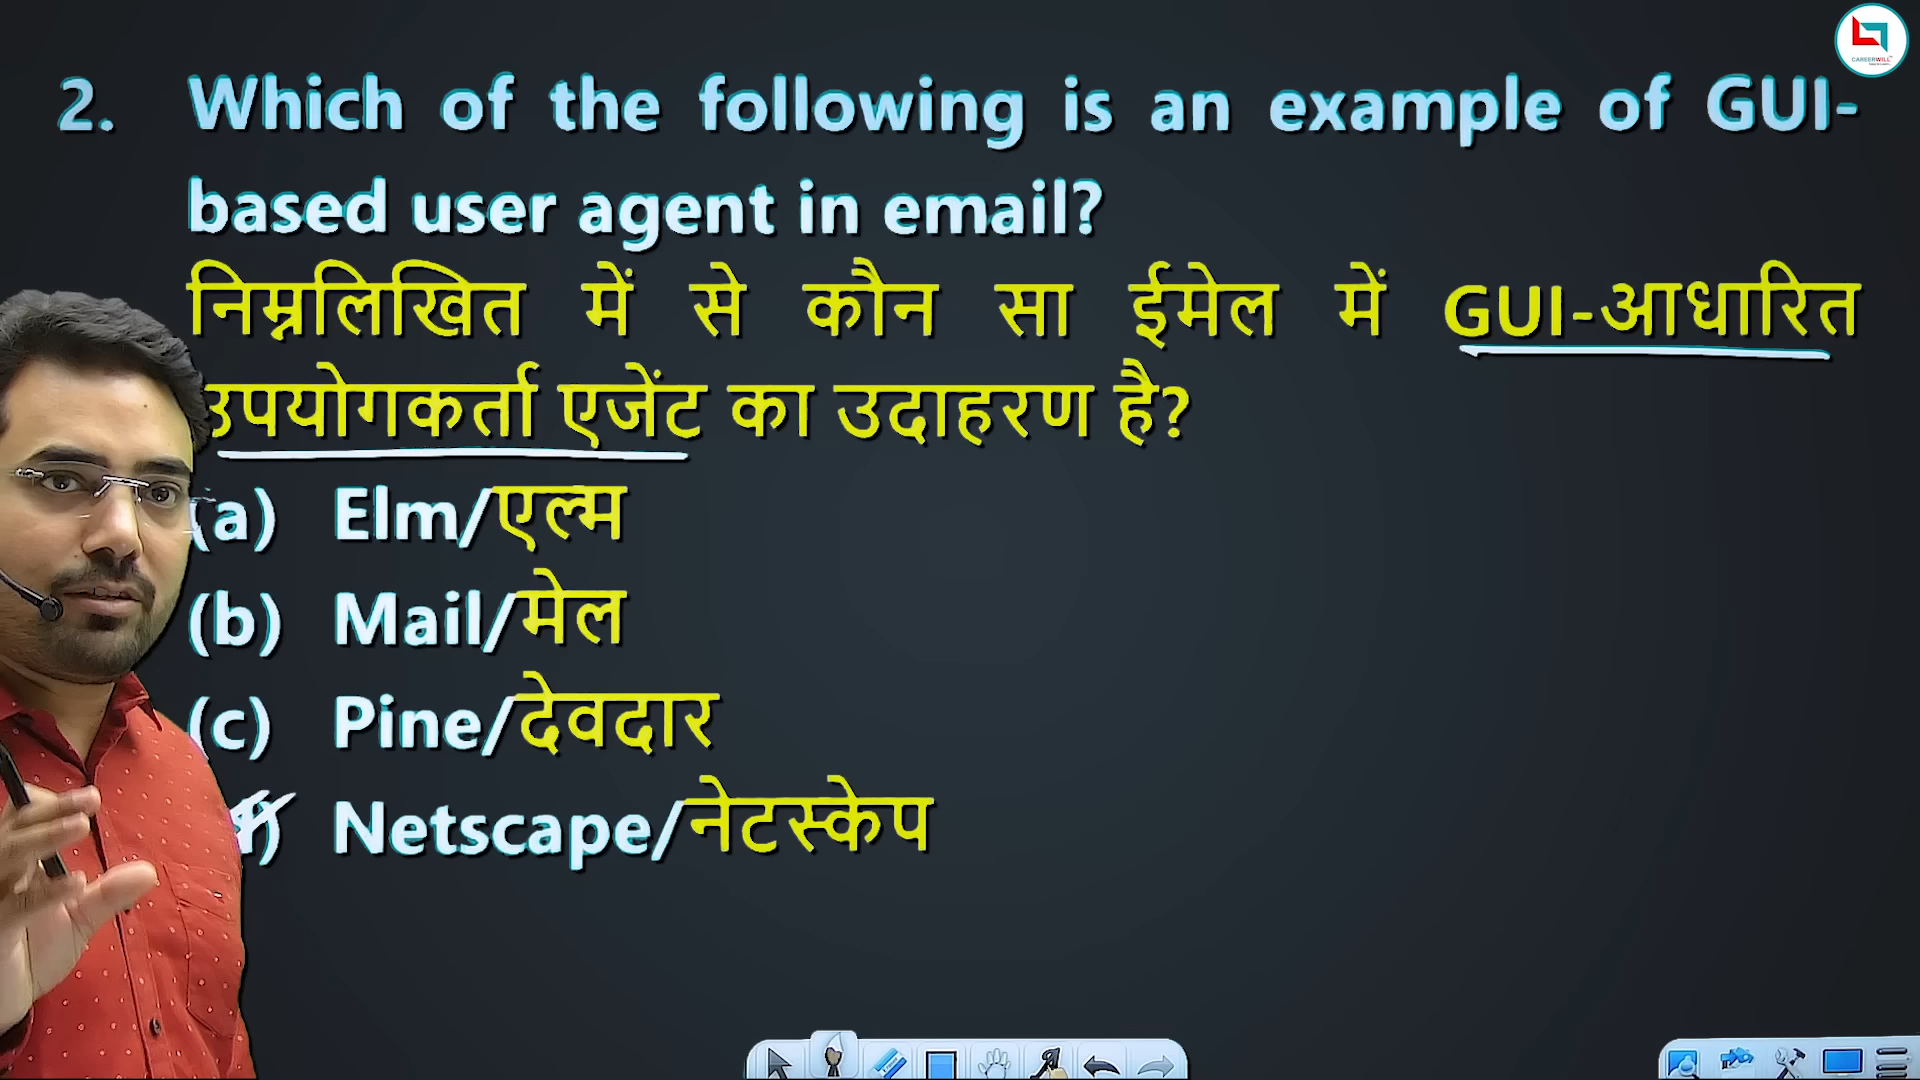 CAREERWILL
2. Which of the following is an example of GUI-
based user agent in email?
निम्नलिखित में से कौन सा ईमेल में GUI-आधारित
उपयोगकर्ता एजेंट का उदाहरण है?
(a) Elm/एल्म
(b) Mail/मेल
(c) Pine/देवदार
Netscape/नेटस्केप